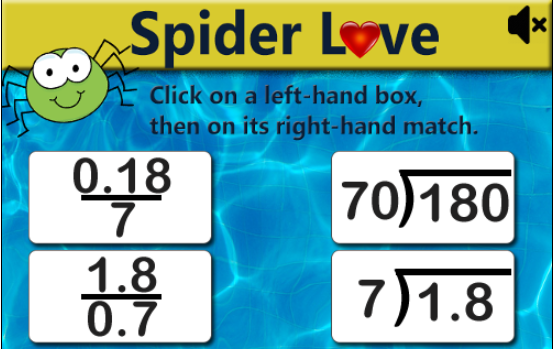 Spider L❤ve
Click on a left-hand box,
then on its right-hand match.
0.18
7
70)180
1.8
0.7
7)1.8